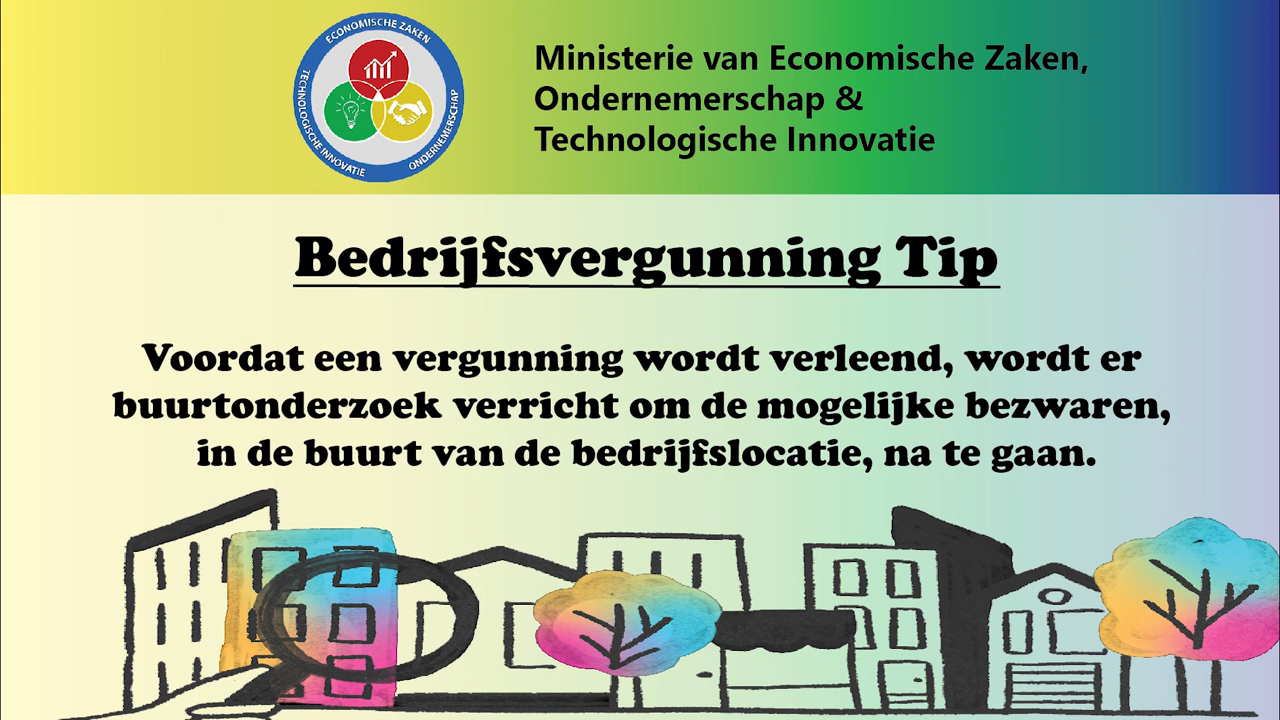 ECONOMISCHE ZAKEN
TECHNOLOGISCHE INNOVATIE
ONDERNEMERSCHAP
Ministerie van Economische Zaken,
Ondernemerschap &
Technologische Innovatie
Bedrijfsvergunning Tip
Voordat een vergunning wordt verleend, wordt er
buurtonderzoek verricht om de mogelijke bezwaren,
in de buurt van de bedrijfslocatie, na te gaan.